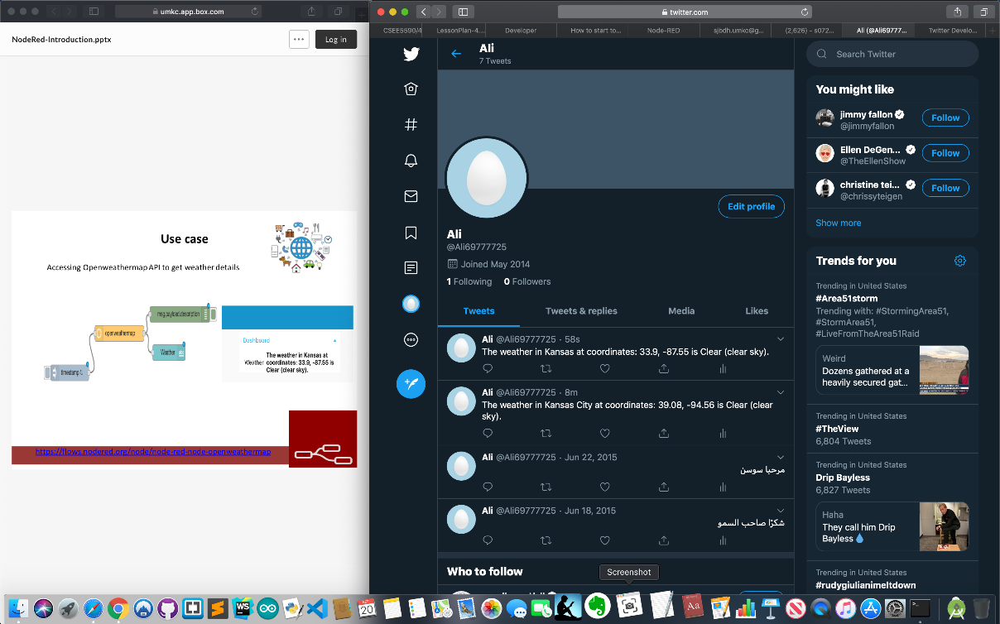 umkc.app.box.com
NodeRed-Introduction.pptx
Log in
Use case
Accessing Openweathermap API to get weather details
msg.payload.description
openweathermap
Weather
timestamp
Dashboard
Weather
The weather in Kansas at
coordinates: 33.9, -87.55 is
Clear (clear sky).
https://flows.nodered.org/node/node-red-node-openweathermap
twitter.com
CSEE5590/4
LessonPlan-4....
Developer
How to start to...
Node-RED
sjbdh.umkc@g...
(2,626) - s072...
Ali (@Ali69777...
Twitter Develo...
Ali
7 Tweets
Edit profile
Ali
@Ali69777725
Joined May 2014
1 Following 0 Followers
Tweets Tweets & replies Media Likes
Ali @Ali69777725 · 58s
The weather in Kansas at coordinates: 33.9, -87.55 is Clear (clear sky).
Ali @Ali69777725 · 8m
The weather in Kansas City at coordinates: 39.08, -94.56 is Clear (clear
sky).
Ali @Ali69777725 · Jun 22, 2015
مرحبا سوسن
Ali @Ali69777725 · Jun 18, 2015
شكرًا صاحب السمو
Who to follow
Screenshot
Search Twitter
You might like
jimmy fallon
@jimmyfallon
Follow
Ellen DeGen...
@TheEllenShow
Follow
christine tei...
@chrissyteigen
Follow
Show more
Trends for you
Trending in United States
#Area51storm
Trending with: #StormingArea51,
#StormArea51,
#LiveFromTheArea51Raid
Weird
Dozens gathered at a
heavily secured gat...
Trending in United States
#TheView
6,804 Tweets
Trending in United States
Drip Bayless
6,827 Tweets
Haha
They call him Drip
Bayless
Trending in United States
#rudygiulianimeltdown
WS
20
Aa